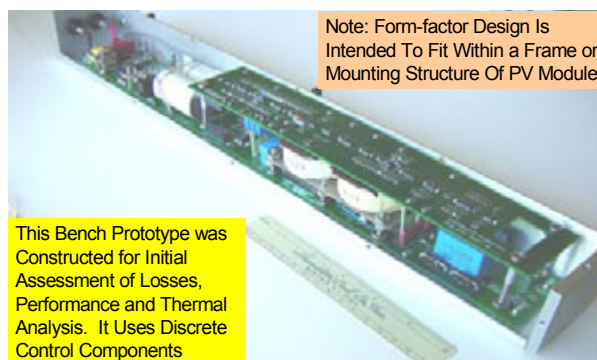 Note: Form-factor Design Is
Intended To Fit Within a Frame or
Mounting Structure Of PV Module
This Bench Prototype was
Constructed for Initial
Assessment of Losses,
Performance and Thermal
Analysis. It Uses Discrete
Control Components